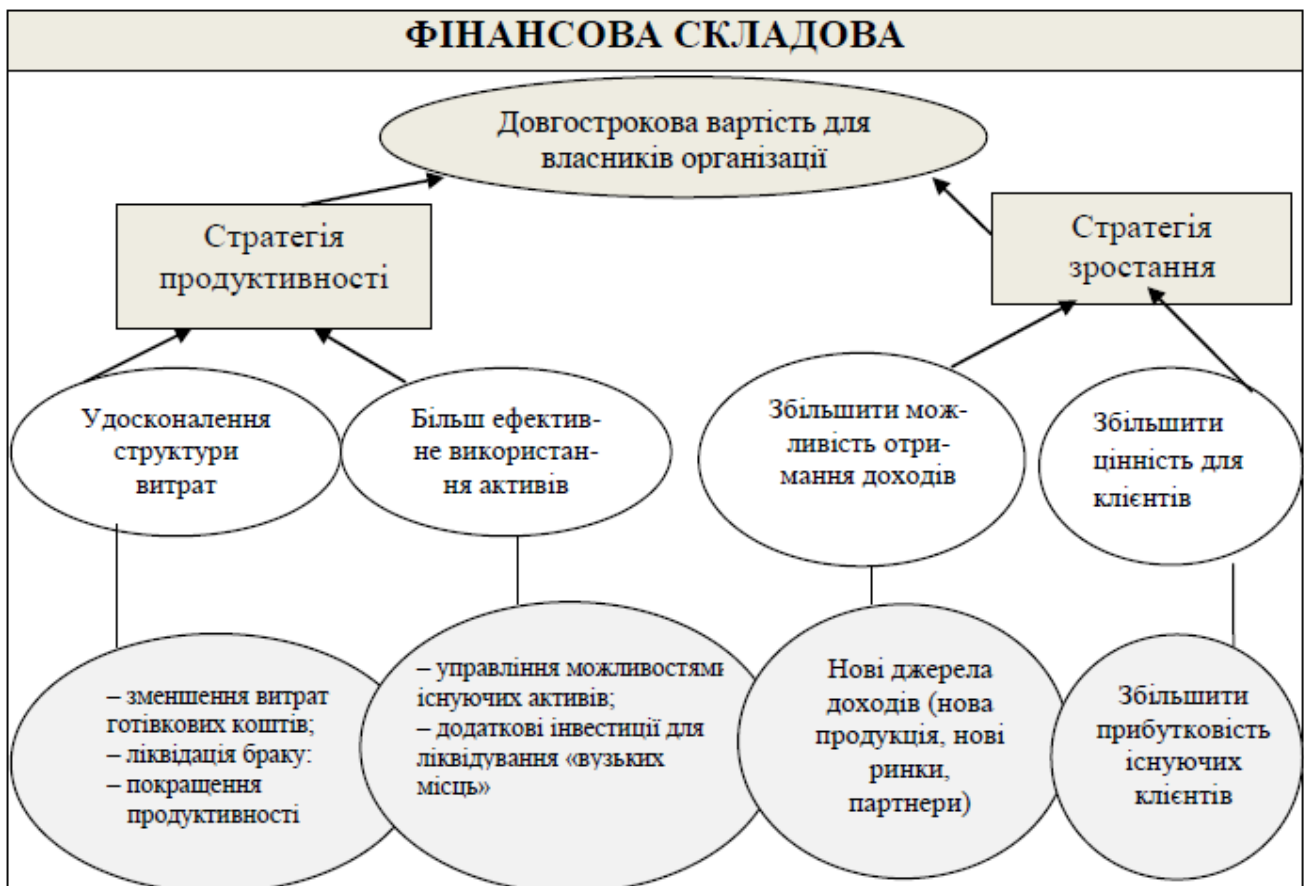 ФІНАНСОВА СКЛАДОВА
Довгострокова вартість для
власників організації
Стратегія
продуктивності
Стратегія
зростання
Удосконалення
структури
витрат
Більш ефектив-
не використан-
ня активів
Збільшити мож-
ливість отри-
мання доходів
Збільшити
цінність для
клієнтів
– зменшення витрат
готівкових коштів;
– ліквідація браку:
– покращення
продуктивності
– управління можливостями
існуючих активів;
– додаткові інвестиції для
ліквідування «вузьких
місць»
Нові джерела
доходів (нова
продукція, нові
ринки,
партнери)
Збільшити
прибутковість
існуючих
клієнтів